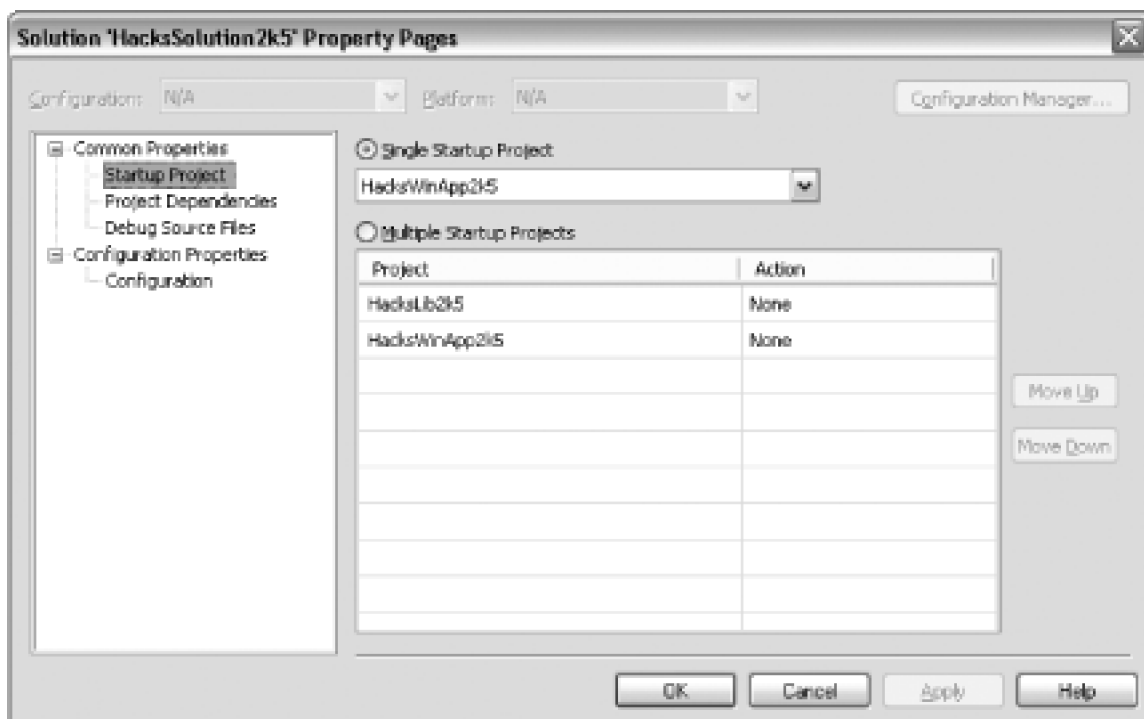 Solution 'HacksSolution2k5' Property Pages
Configuration: N/A Platform: N/A Configuration Manager...
Common Properties
Startup Project
Project Dependencies
Debug Source Files
Configuration Properties
Configuration
Single Startup Project
HacksWinApp2k5
Multiple Startup Projects
Project Action
HacksLib2k5 None
HacksWinApp2k5 None
Move Up
Move Down
OK Cancel Apply Help